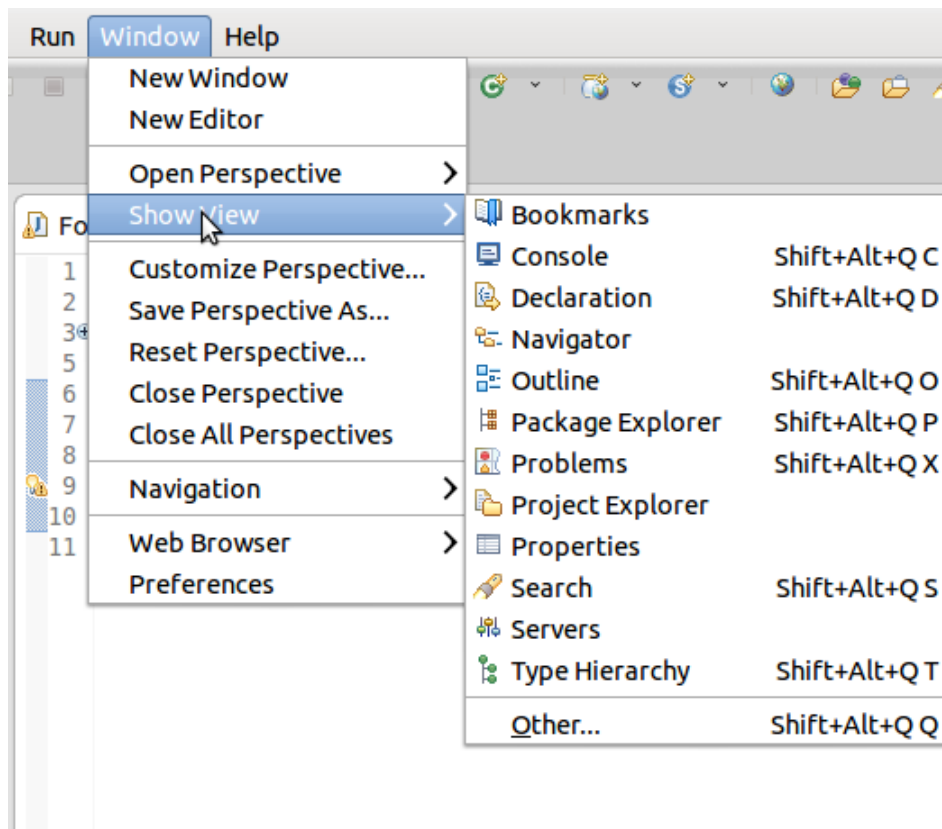 Run Window Help
New Window
New Editor
Open Perspective
Show View
Customize Perspective...
Save Perspective As...
Reset Perspective...
Close Perspective
Close All Perspectives
Navigation
Web Browser
Preferences
Bookmarks
Console Shift+Alt+Q C
Declaration Shift+Alt+Q D
Navigator
Outline Shift+Alt+Q O
Package Explorer Shift+Alt+Q P
Problems Shift+Alt+Q X
Project Explorer
Properties
Search Shift+Alt+Q S
Servers
Type Hierarchy Shift+Alt+Q T
Other... Shift+Alt+Q Q
Fo
1
2
3
5
6
7
8
9
10
11